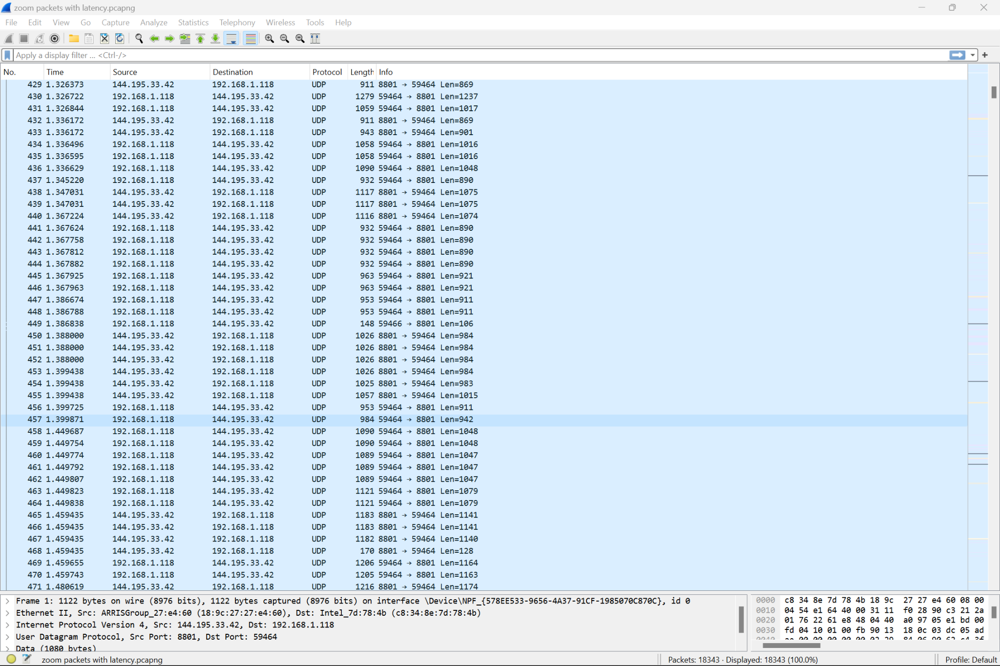 zoom packets with latency.pcapng
File Edit View Go Capture Analyze Statistics Telephony Wireless Tools Help
Apply a display filter ... <Ctrl-/>
No. Time Source Destination Protocol Length Info
429 1.326373 144.195.33.42 192.168.1.118 UDP 911 8801 → 59464 Len=869
430 1.326722 192.168.1.118 144.195.33.42 UDP 1279 59464 → 8801 Len=1237
431 1.326844 192.168.1.118 144.195.33.42 UDP 1059 59464 → 8801 Len=1017
432 1.336172 144.195.33.42 192.168.1.118 UDP 911 8801 → 59464 Len=869
433 1.336172 144.195.33.42 192.168.1.118 UDP 943 8801 → 59464 Len=901
434 1.336496 192.168.1.118 144.195.33.42 UDP 1058 59464 → 8801 Len=1016
435 1.336595 192.168.1.118 144.195.33.42 UDP 1058 59464 → 8801 Len=1016
436 1.336629 192.168.1.118 144.195.33.42 UDP 1090 59464 → 8801 Len=1048
437 1.345220 192.168.1.118 144.195.33.42 UDP 932 59464 → 8801 Len=890
438 1.347031 144.195.33.42 192.168.1.118 UDP 1117 8801 → 59464 Len=1075
439 1.347031 144.195.33.42 192.168.1.118 UDP 1117 8801 → 59464 Len=1075
440 1.367224 144.195.33.42 192.168.1.118 UDP 1116 8801 → 59464 Len=1074
441 1.367624 192.168.1.118 144.195.33.42 UDP 932 59464 → 8801 Len=890
442 1.367758 192.168.1.118 144.195.33.42 UDP 932 59464 → 8801 Len=890
443 1.367812 192.168.1.118 144.195.33.42 UDP 932 59464 → 8801 Len=890
444 1.367882 192.168.1.118 144.195.33.42 UDP 932 59464 → 8801 Len=890
445 1.367925 192.168.1.118 144.195.33.42 UDP 963 59464 → 8801 Len=921
446 1.367963 192.168.1.118 144.195.33.42 UDP 963 59464 → 8801 Len=921
447 1.386674 192.168.1.118 144.195.33.42 UDP 953 59464 → 8801 Len=911
448 1.386788 192.168.1.118 144.195.33.42 UDP 953 59464 → 8801 Len=911
449 1.386838 192.168.1.118 144.195.33.42 UDP 148 59466 → 8801 Len=106
450 1.388000 144.195.33.42 192.168.1.118 UDP 1026 8801 → 59464 Len=984
451 1.388000 144.195.33.42 192.168.1.118 UDP 1026 8801 → 59464 Len=984
452 1.388000 144.195.33.42 192.168.1.118 UDP 1026 8801 → 59464 Len=984
453 1.399438 144.195.33.42 192.168.1.118 UDP 1026 8801 → 59464 Len=984
454 1.399438 144.195.33.42 192.168.1.118 UDP 1025 8801 → 59464 Len=983
455 1.399438 144.195.33.42 192.168.1.118 UDP 1057 8801 → 59464 Len=1015
456 1.399725 192.168.1.118 144.195.33.42 UDP 953 59464 → 8801 Len=911
457 1.399871 192.168.1.118 144.195.33.42 UDP 984 59464 → 8801 Len=942
458 1.449687 192.168.1.118 144.195.33.42 UDP 1090 59464 → 8801 Len=1048
459 1.449754 192.168.1.118 144.195.33.42 UDP 1090 59464 → 8801 Len=1048
460 1.449774 192.168.1.118 144.195.33.42 UDP 1089 59464 → 8801 Len=1047
461 1.449792 192.168.1.118 144.195.33.42 UDP 1089 59464 → 8801 Len=1047
462 1.449807 192.168.1.118 144.195.33.42 UDP 1089 59464 → 8801 Len=1047
463 1.449823 192.168.1.118 144.195.33.42 UDP 1121 59464 → 8801 Len=1079
464 1.449838 192.168.1.118 144.195.33.42 UDP 1121 59464 → 8801 Len=1079
465 1.459435 144.195.33.42 192.168.1.118 UDP 1183 8801 → 59464 Len=1141
466 1.459435 144.195.33.42 192.168.1.118 UDP 1183 8801 → 59464 Len=1141
467 1.459435 144.195.33.42 192.168.1.118 UDP 1182 8801 → 59464 Len=1140
468 1.459435 144.195.33.42 192.168.1.118 UDP 170 8801 → 59464 Len=128
469 1.459655 192.168.1.118 144.195.33.42 UDP 1206 59464 → 8801 Len=1164
470 1.459743 192.168.1.118 144.195.33.42 UDP 1205 59464 → 8801 Len=1163
471 1.480619 144.195.33.42 192.168.1.118 UDP 1216 8801 → 59464 Len=1174
Frame 1: 1122 bytes on wire (8976 bits), 1122 bytes captured (8976 bits) on interface \Device\NPF_{578EE533-9656-4A37-91CF-1985070C870C}, id 0
Ethernet II, Src: ARRISGroup_27:e4:60 (18:9c:27:27:e4:60), Dst: Intel_7d:78:4b (c8:34:8e:7d:78:4b)
Internet Protocol Version 4, Src: 144.195.33.42, Dst: 192.168.1.118
User Datagram Protocol, Src Port: 8801, Dst Port: 59464
Data (1080 bytes)
0000 c8 34 8e 7d 78 4b 18 9c 27 27 e4 60 08 00
0010 04 54 e1 64 40 00 31 11 f0 28 90 c3 21 2a
0020 01 76 22 61 e8 48 04 40 a0 97 05 e1 bd 00
0030 fd 04 10 01 00 fb 90 13 18 0c 03 dc 05 ad
zoom packets with latency.pcapng
Packets: 18343 · Displayed: 18343 (100.0%)
Profile: Default